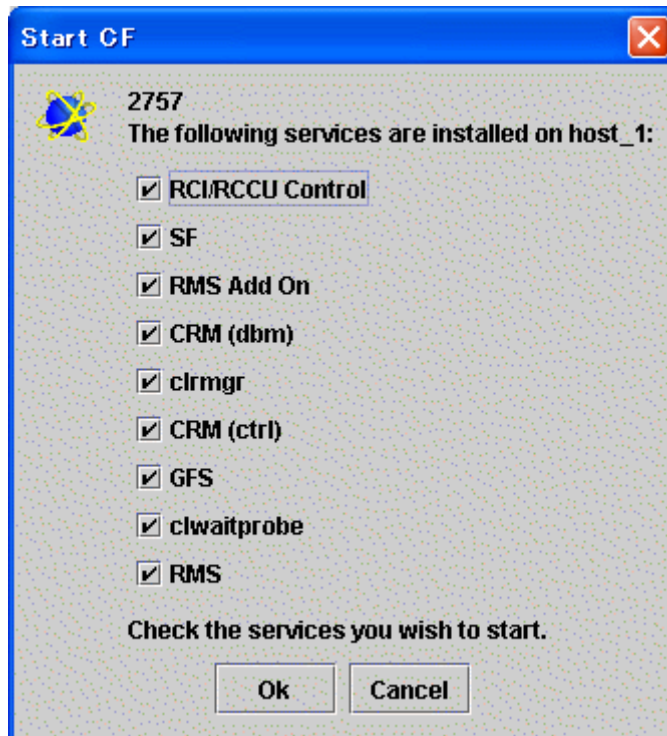 Start CF
2757
The following services are installed on host_1:
RCI/RCCU Control
SF
RMS Add On
CRM (dbm)
clrmgr
CRM (ctrl)
GFS
clwaitprobe
RMS
Check the services you wish to start.
Ok Cancel